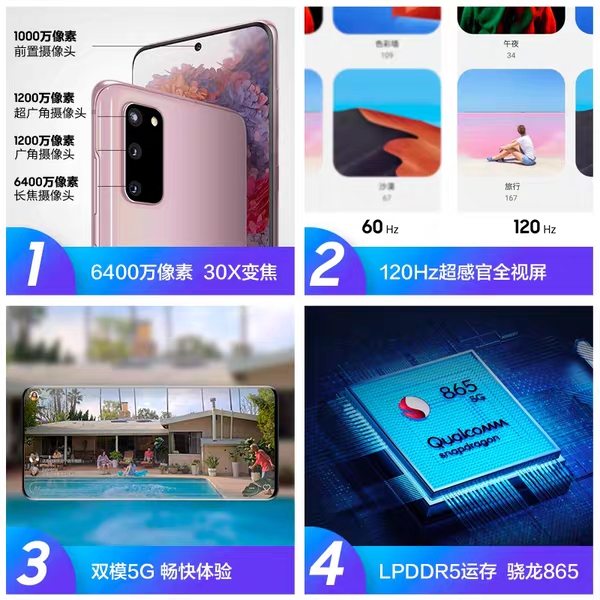 1000万像素
前置摄像头
1200万像素
超广角摄像头
1200万像素
广角摄像头
6400万像素
长焦摄像头
1
6400万像素 30X变焦
色彩墙
109
午夜
34
沙漠
67
旅行
167
60 Hz
120 Hz
2
120Hz超感官全视屏
3
双模5G 畅快体验
865
5G
Qualcomm
snapdragon
4
LPDDR5运存 骁龙865